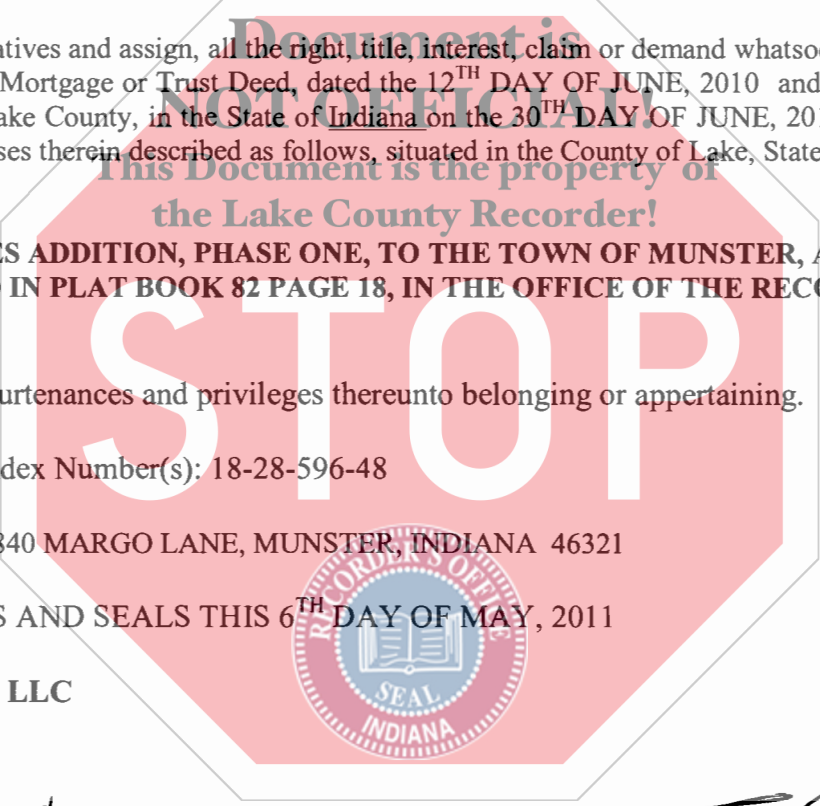 Document is
atives and assign, all the right, title, interest, claim or demand whatso
Mortgage or Trust Deed, dated the 12TH DAY OF JUNE, 2010 and
NOT OFFICIAL!
ake County, in the State of Indiana on the 30TH DAY OF JUNE, 201
ses therein described as follows, situated in the County of Lake, State
This Document is the property of
the Lake County Recorder!
ES ADDITION, PHASE ONE, TO THE TOWN OF MUNSTER, A
IN PLAT BOOK 82 PAGE 18, IN THE OFFICE OF THE RECO
STOP
urtenances and privileges thereunto belonging or appertaining.
dex Number(s): 18-28-596-48
840 MARGO LANE, MUNSTER, INDIANA 46321
S AND SEALS THIS 6TH DAY OF MAY, 2011
RECORDER'S OFFICE
SEAL
INDIANA
LLC